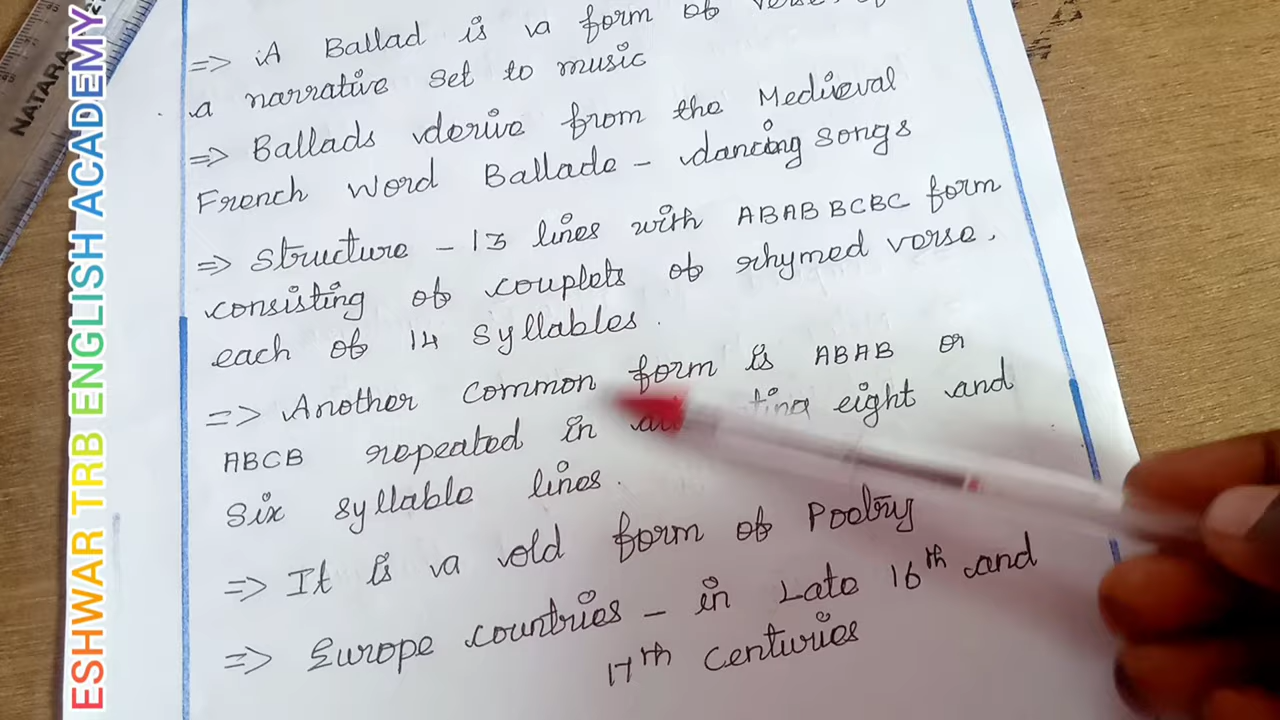 => A Ballad is a form of verse, of
a narrative set to music
=> Ballads derive from the Medieval
French Word Ballade - dancing songs
=> Structure - 13 lines with ABAB BCBC form
consisting of couplets of rhymed verse.
each of 14 syllables.
=> Another common form is ABAB or
ABCB repeated in eight and
Six syllable lines.
=> It is a old form of Poetry
=> Europe countries - in Late 16th and
17th centuries
NATARA
ESHWAR TRB ENGLISH ACADEMY